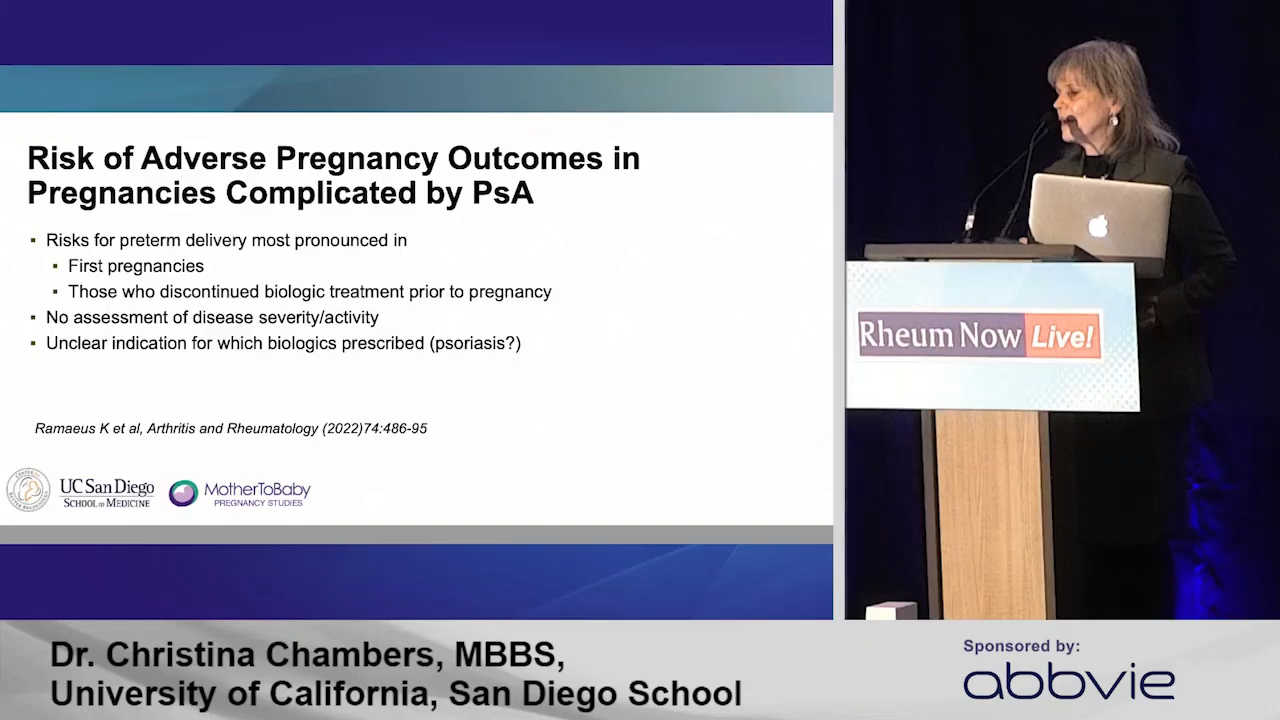 Risk of Adverse Pregnancy Outcomes in
Pregnancies Complicated by PsA
▪ Risks for preterm delivery most pronounced in
▪ First pregnancies
▪ Those who discontinued biologic treatment prior to pregnancy
▪ No assessment of disease severity/activity
▪ Unclear indication for which biologics prescribed (psoriasis?)
Ramaeus K et al, Arthritis and Rheumatology (2022)74:486-95
UC San Diego
SCHOOL OF MEDICINE
MotherToBaby
PREGNANCY STUDIES
Rheum Now Live!
Dr. Christina Chambers, MBBS,
University of California, San Diego School
Sponsored by:
abbvie